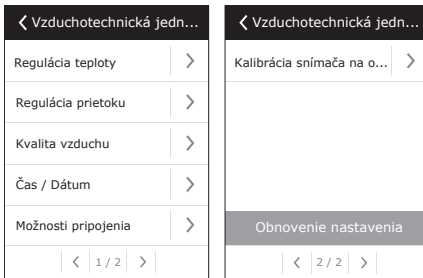 Vzduchotechnická jedn...
Regulácia teploty
Regulácia prietoku
Kvalita vzduchu
Čas / Dátum
Možnosti pripojenia
1 / 2
Vzduchotechnická jedn...
Kalibrácia snímača na o...
Obnovenie nastavenia
2 / 2